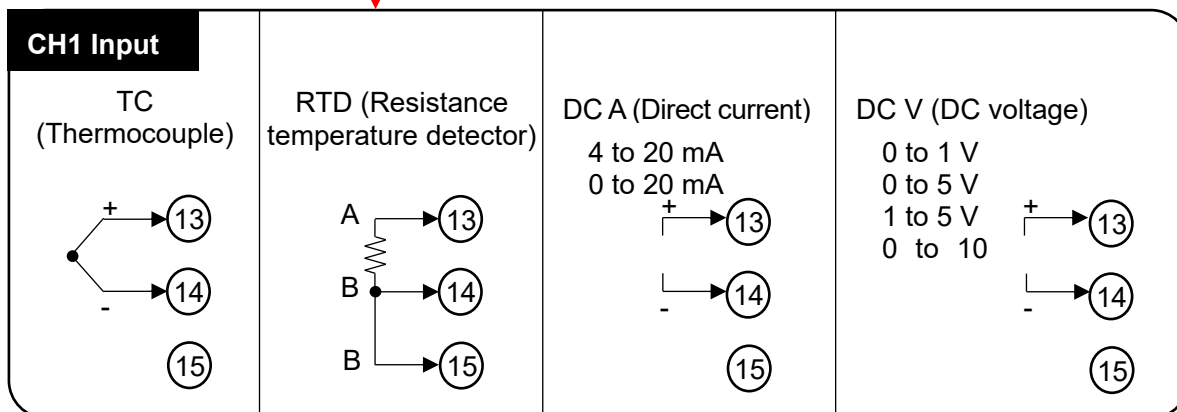 CH1 Input
TC
(Thermocouple)
+
13
14
-
15
RTD (Resistance
temperature detector)
A
13
B
14
B
15
DC A (Direct current)
4 to 20 mA
0 to 20 mA
+
13
14
-
15
DC V (DC voltage)
0 to 1 V
0 to 5 V
1 to 5 V
0 to 10
+
13
14
-
15